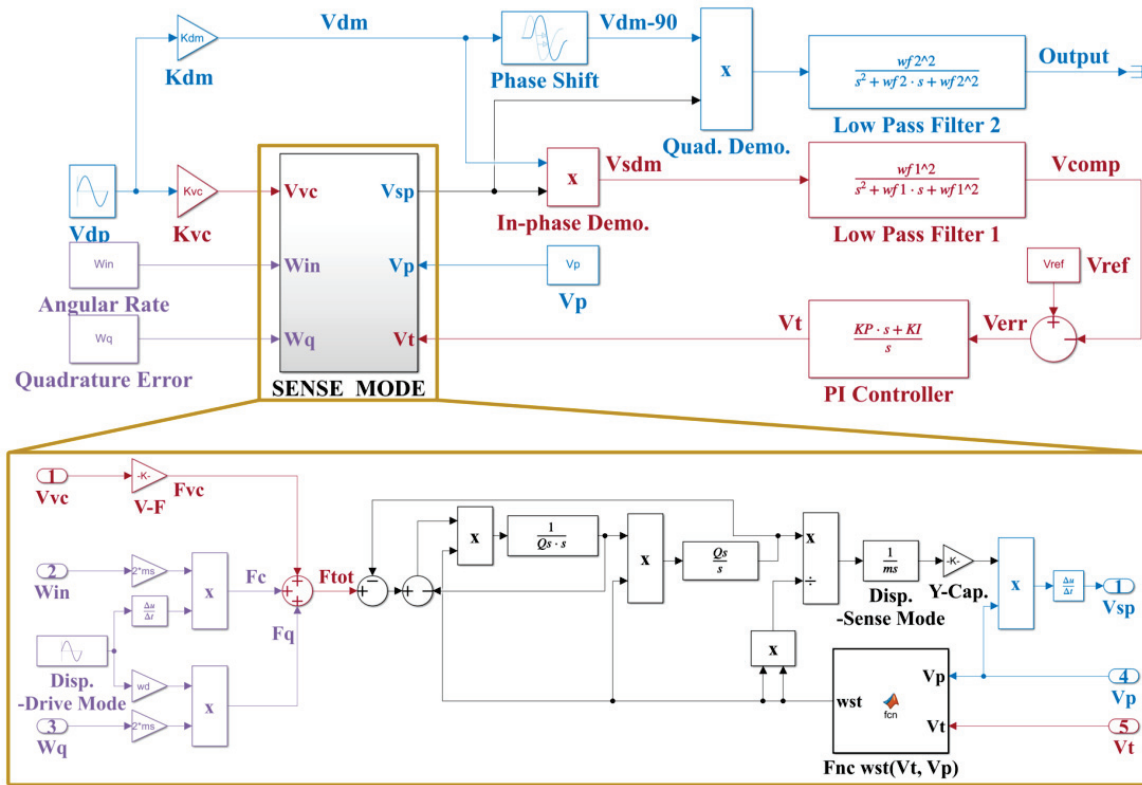 Vdm
Vdm-90
Kdm
Kdm
Phase Shift
x
Quad. Demo.
wf2^2
s² + wf2 · s + wf2^2
Low Pass Filter 2
Output
Vdp
Kvc
Kvc
Vvc
Vsp
x
Vsdm
In-phase Demo.
wf1^2
s² + wf1 · s + wf1^2
Low Pass Filter 1
Vcomp
Win
Angular Rate
Win
Vp
Vp
Vp
Vref
Vref
Wq
Quadrature Error
Wq
Vt
Vt
KP · s + KI
s
PI Controller
Verr
+
−
SENSE MODE
1
Vvc
-K-
V-F
Fvc
2
Win
2*ms
x
Fc
Δu
Δt
Disp.
-Drive Mode
wd
3
Wq
2*ms
x
Fq
+
+
+
Ftot
−
+
−
x
1
Qs · s
x
Qs
s
x
÷
x
1
ms
Disp.
-Sense Mode
-K-
Y-Cap.
x
Δu
Δt
1
Vsp
wst
fcn
Vp
Vt
4
Vp
5
Vt
Fnc wst(Vt, Vp)